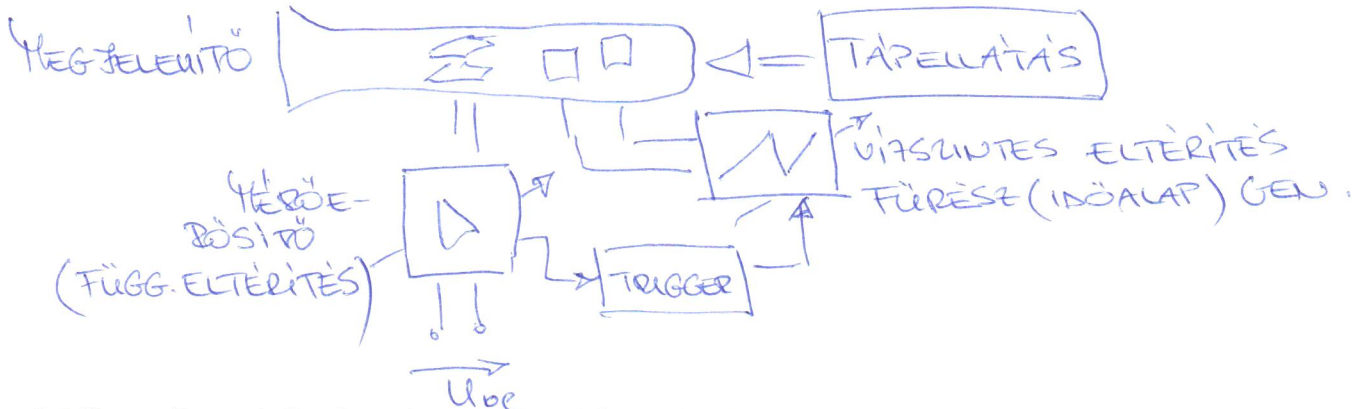 MEGJELENÍTŐ
TÁPELLÁTÁS
VÍZSZINTES ELTÉRÍTÉS
FŰRÉSZ (IDŐALAP) GEN.
MÉRŐE-
RŐSÍTŐ
(FÜGG. ELTÉRÍTÉS)
TRIGGER
Ube